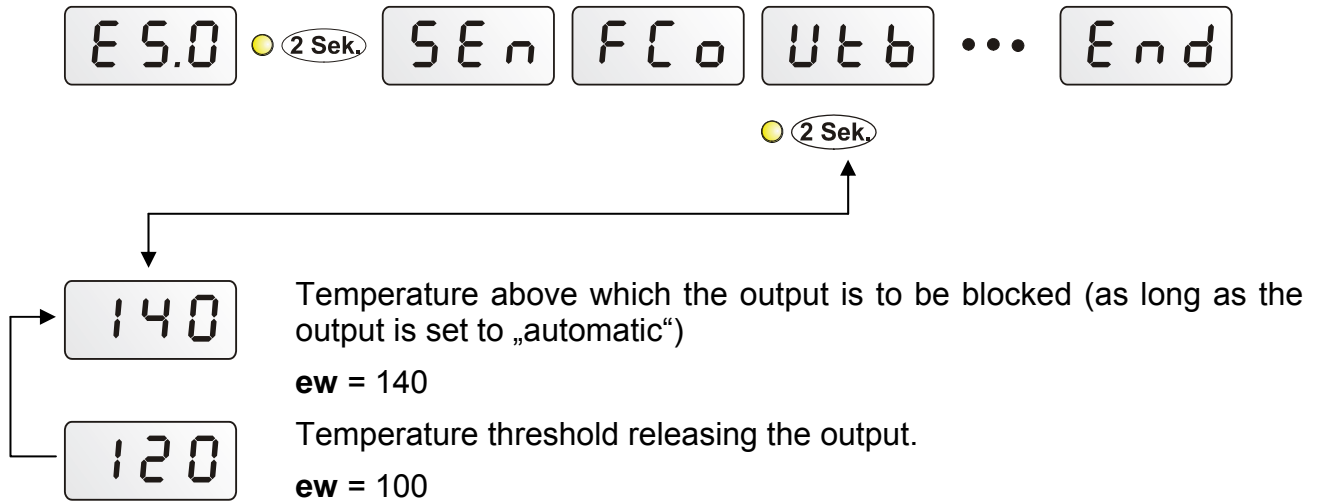 E5.0 2 Sek. SEn FCo Utb ••• End
2 Sek.
140 Temperature above which the output is to be blocked (as long as the
output is set to „automatic“)
ew = 140
120 Temperature threshold releasing the output.
ew = 100